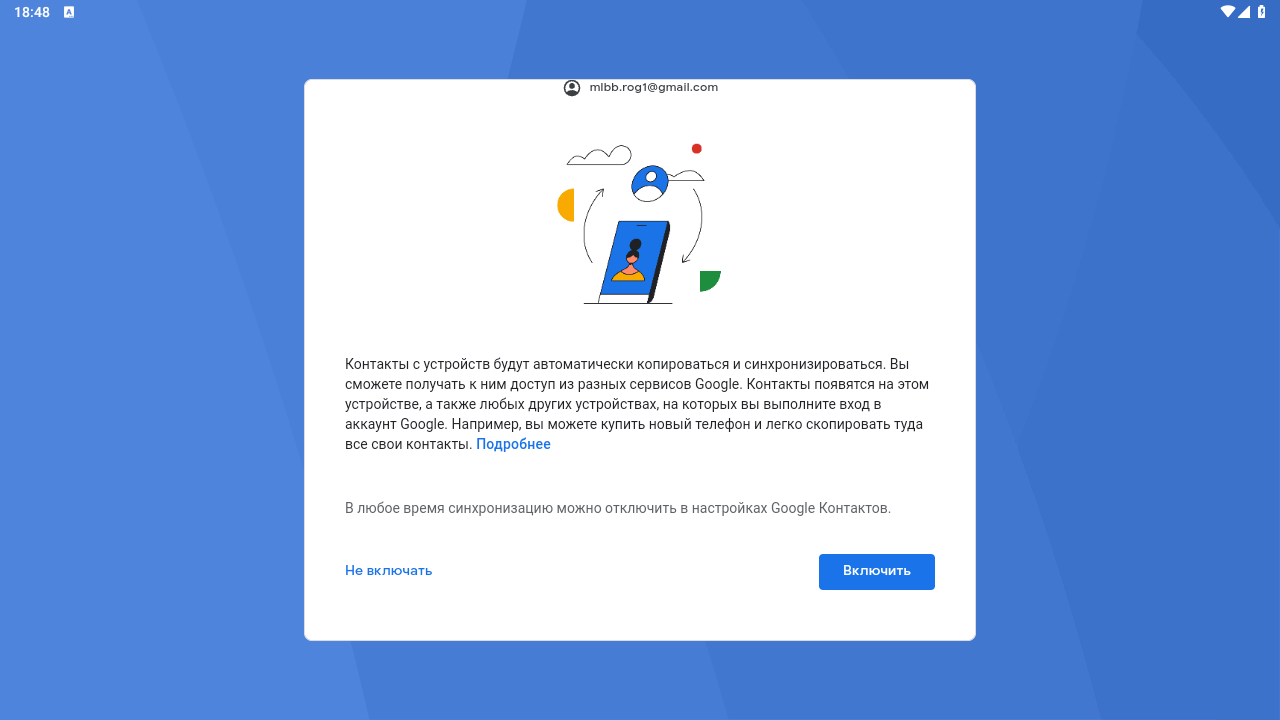 18:48
A
mlbb.rog1@gmail.com
Контакты с устройств будут автоматически копироваться и синхронизироваться. Вы
сможете получать к ним доступ из разных сервисов Google. Контакты появятся на этом
устройстве, а также любых других устройствах, на которых вы выполните вход в
аккаунт Google. Например, вы можете купить новый телефон и легко скопировать туда
все свои контакты. Подробнее
В любое время синхронизацию можно отключить в настройках Google Контактов.
Не включать
Включить